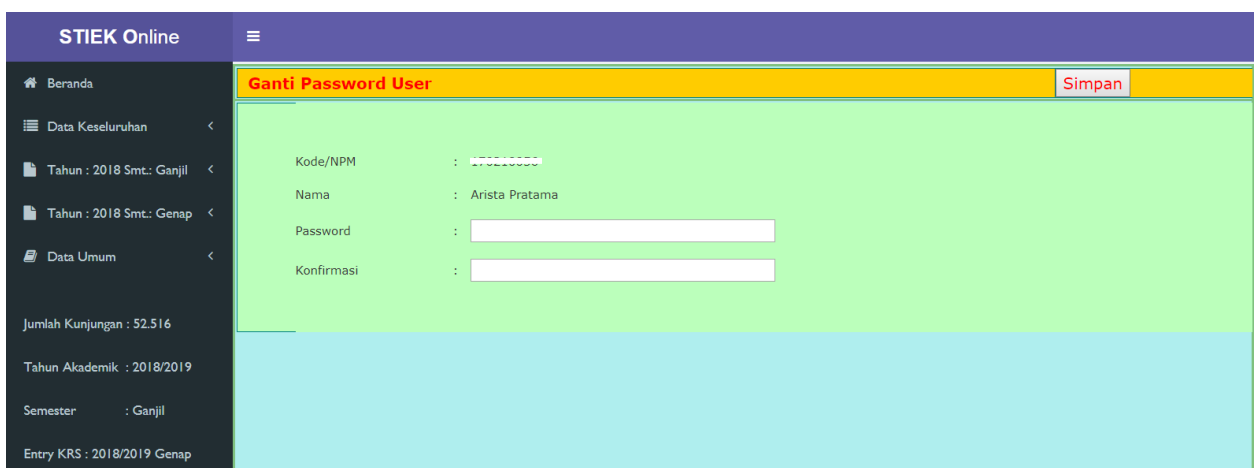 STIEK Online
Beranda
Data Keseluruhan
Tahun : 2018 Smt.: Ganjil
Tahun : 2018 Smt.: Genap
Data Umum
Jumlah Kunjungan : 52.516
Tahun Akademik : 2018/2019
Semester : Ganjil
Entry KRS : 2018/2019 Genap
Ganti Password User
Simpan
Kode/NPM :
Nama : Arista Pratama
Password :
Konfirmasi :